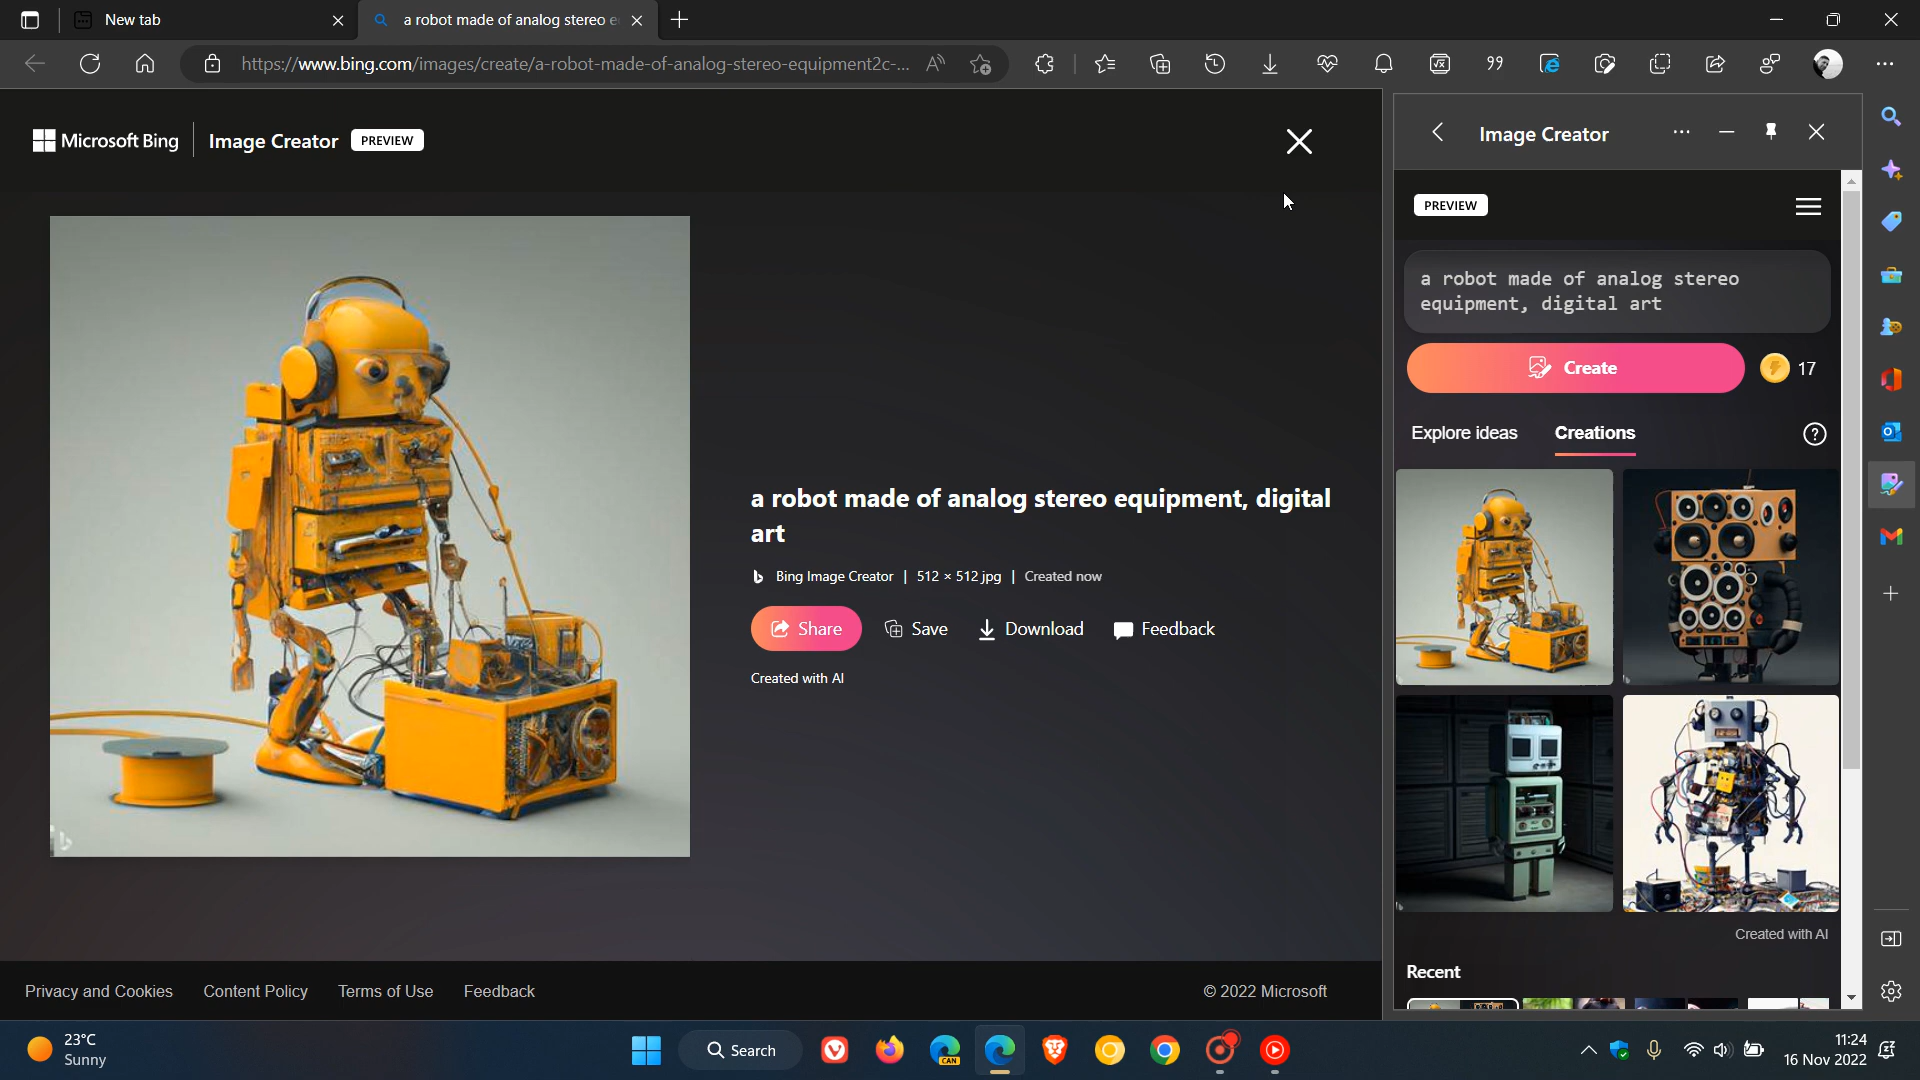 New tab
a robot made of analog stereo e
https://www.bing.com/images/create/a-robot-made-of-analog-stereo-equipment2c-...
Microsoft Bing
Image Creator
PREVIEW
a robot made of analog stereo equipment, digital
art
Bing Image Creator | 512 × 512 jpg | Created now
Share
Save
Download
Feedback
Created with AI
Privacy and Cookies
Content Policy
Terms of Use
Feedback
© 2022 Microsoft
Image Creator
PREVIEW
a robot made of analog stereo
equipment, digital art
Create
17
Explore ideas
Creations
Created with AI
Recent
23°C
Sunny
Search
CAN
11:24
16 Nov 2022